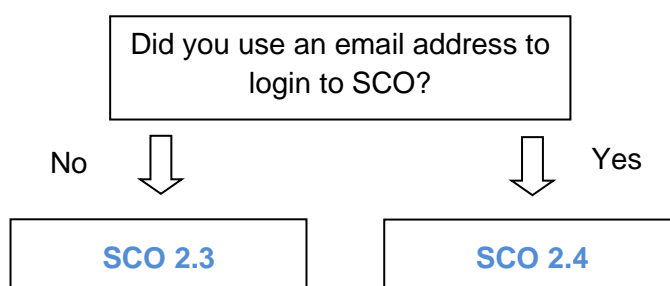 Did you use an email address to
login to SCO?
No
Yes
SCO 2.3
SCO 2.4